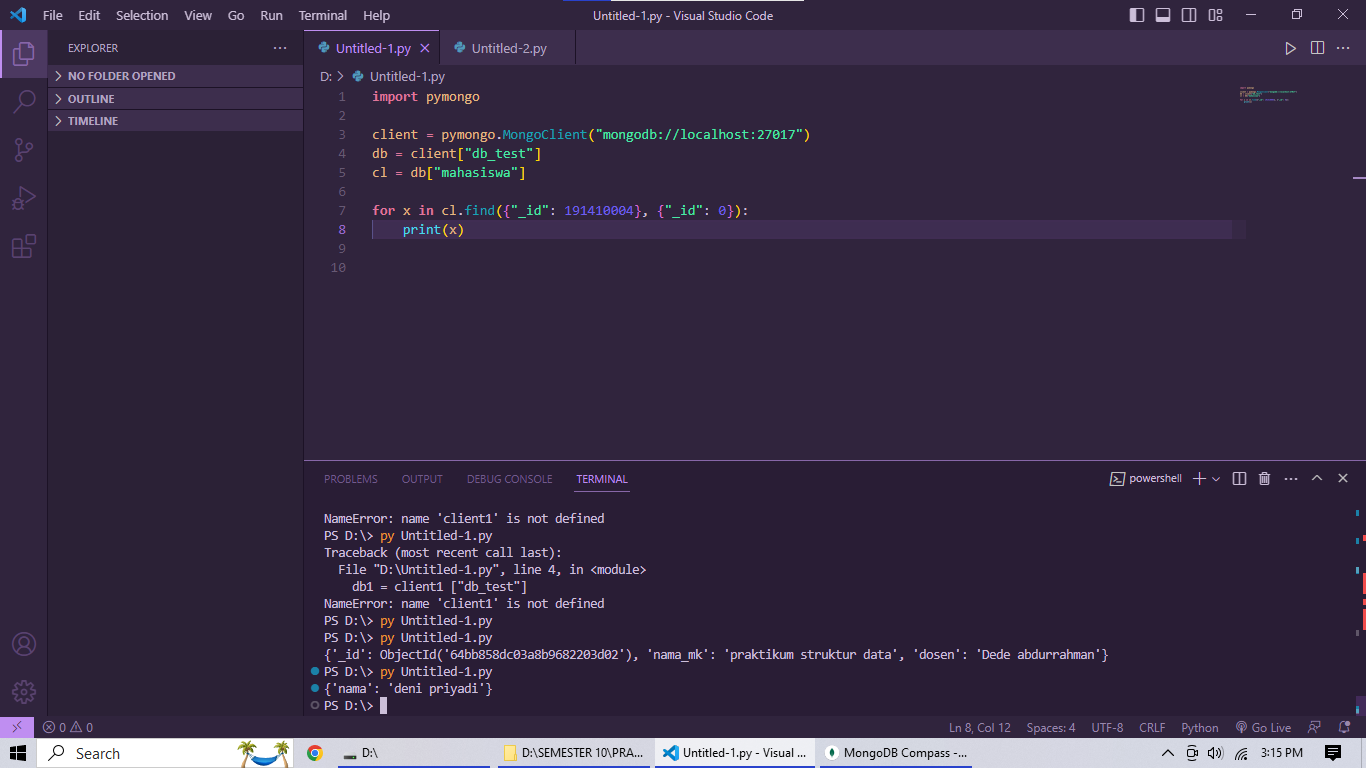 File Edit Selection View Go Run Terminal Help
Untitled-1.py - Visual Studio Code
EXPLORER
NO FOLDER OPENED
OUTLINE
TIMELINE
Untitled-1.py
Untitled-2.py
D: > Untitled-1.py
1 import pymongo
2
3 client = pymongo.MongoClient("mongodb://localhost:27017")
4 db = client["db_test"]
5 cl = db["mahasiswa"]
6
7 for x in cl.find({"_id": 191410004}, {"_id": 0}):
8 print(x)
9
10
PROBLEMS OUTPUT DEBUG CONSOLE TERMINAL
powershell
NameError: name 'client1' is not defined
PS D:\> py Untitled-1.py
Traceback (most recent call last):
File "D:\Untitled-1.py", line 4, in <module>
db1 = client1 ["db_test"]
NameError: name 'client1' is not defined
PS D:\> py Untitled-1.py
PS D:\> py Untitled-1.py
{'_id': ObjectId('64bb858dc03a8b9682203d02'), 'nama_mk': 'praktikum struktur data', 'dosen': 'Dede abdurrahman'}
PS D:\> py Untitled-1.py
{'nama': 'deni priyadi'}
PS D:\>
0 0
Ln 8, Col 12 Spaces: 4 UTF-8 CRLF Python Go Live
Search
D:\
D:\SEMESTER 10\PRA...
Untitled-1.py - Visual ...
MongoDB Compass -...
3:15 PM